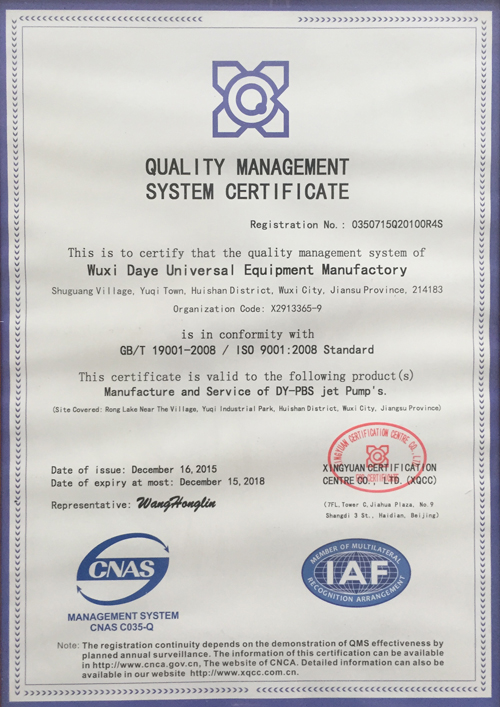 QUALITY MANAGEMENT
SYSTEM CERTIFICATE
Registration No.: 0350715Q20100R4S
This is to certify that the quality management system of
Wuxi Daye Universal Equipment Manufactory
Shuguang Village, Yuqi Town, Huishan District, Wuxi City, Jiansu Province, 214183
Organization Code: X2913365-9
is in conformity with
GB/T 19001-2008 / ISO 9001:2008 Standard
This certificate is valid to the following product(s)
Manufacture and Service of DY-PBS jet Pump's.
(Site Covered: Rong Lake Near The Village, Yuqi Industrial Park, Huishan District, Wuxi City, Jiangsu Province)
Date of issue: December 16, 2015
Date of expiry at most: December 15, 2018
Representative: WangHonglin
XINGYUAN CERTIFICATION CENTRE CO., LTD.
XINGYUAN CERTIFICATION
CENTRE CO., LTD. (XQCC)
(7FL, Tower C, Jiahua Plaza, No.9
Shangdi 3 St., Haidian, Beijing)
CNAS
MANAGEMENT SYSTEM
CNAS C035-Q
MEMBER OF MULTILATERAL
IAF
RECOGNITION ARRANGEMENT
Note: The registration continuity depends on the demonstration of QMS effectiveness by
planned annual surveillance. The information of this certification can be available
in http://www.cnca.gov.cn, The website of CNCA. Detailed information can also be
available in our website http://www.xqcc.com.cn.